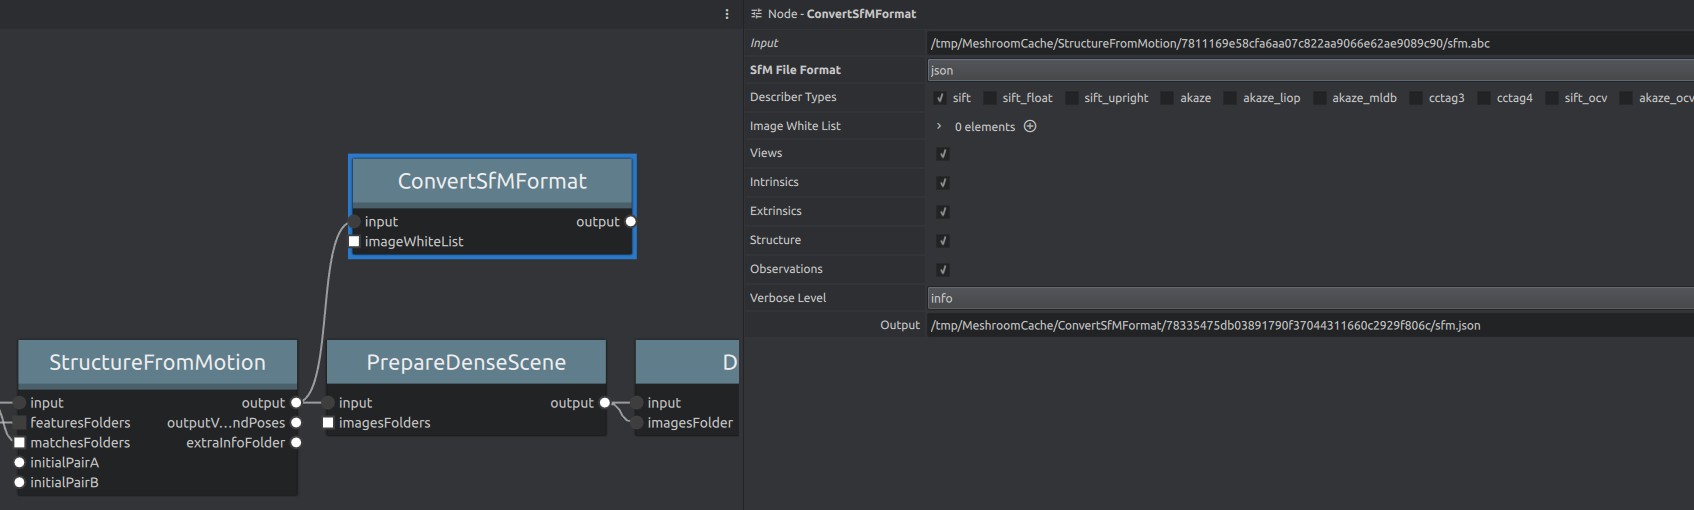 Node - ConvertSfMFormat
Input /tmp/MeshroomCache/StructureFromMotion/7811169e58cfa6aa07c822aa9066e62ae9089c90/sfm.abc
SfM File Format json
Describer Types sift sift_float sift_upright akaze akaze_liop akaze_mldb cctag3 cctag4 sift_ocv akaze_ocv
Image White List 0 elements
Views
Intrinsics
Extrinsics
Structure
Observations
Verbose Level info
Output /tmp/MeshroomCache/ConvertSfMFormat/78335475db03891790f37044311660c2929f806c/sfm.json
ConvertSfMFormat
input output
imageWhiteList
StructureFromMotion
input output
featuresFolders outputV...ndPoses
matchesFolders extraInfoFolder
initialPairA
initialPairB
PrepareDenseScene
input output
imagesFolders
D
input
imagesFolder